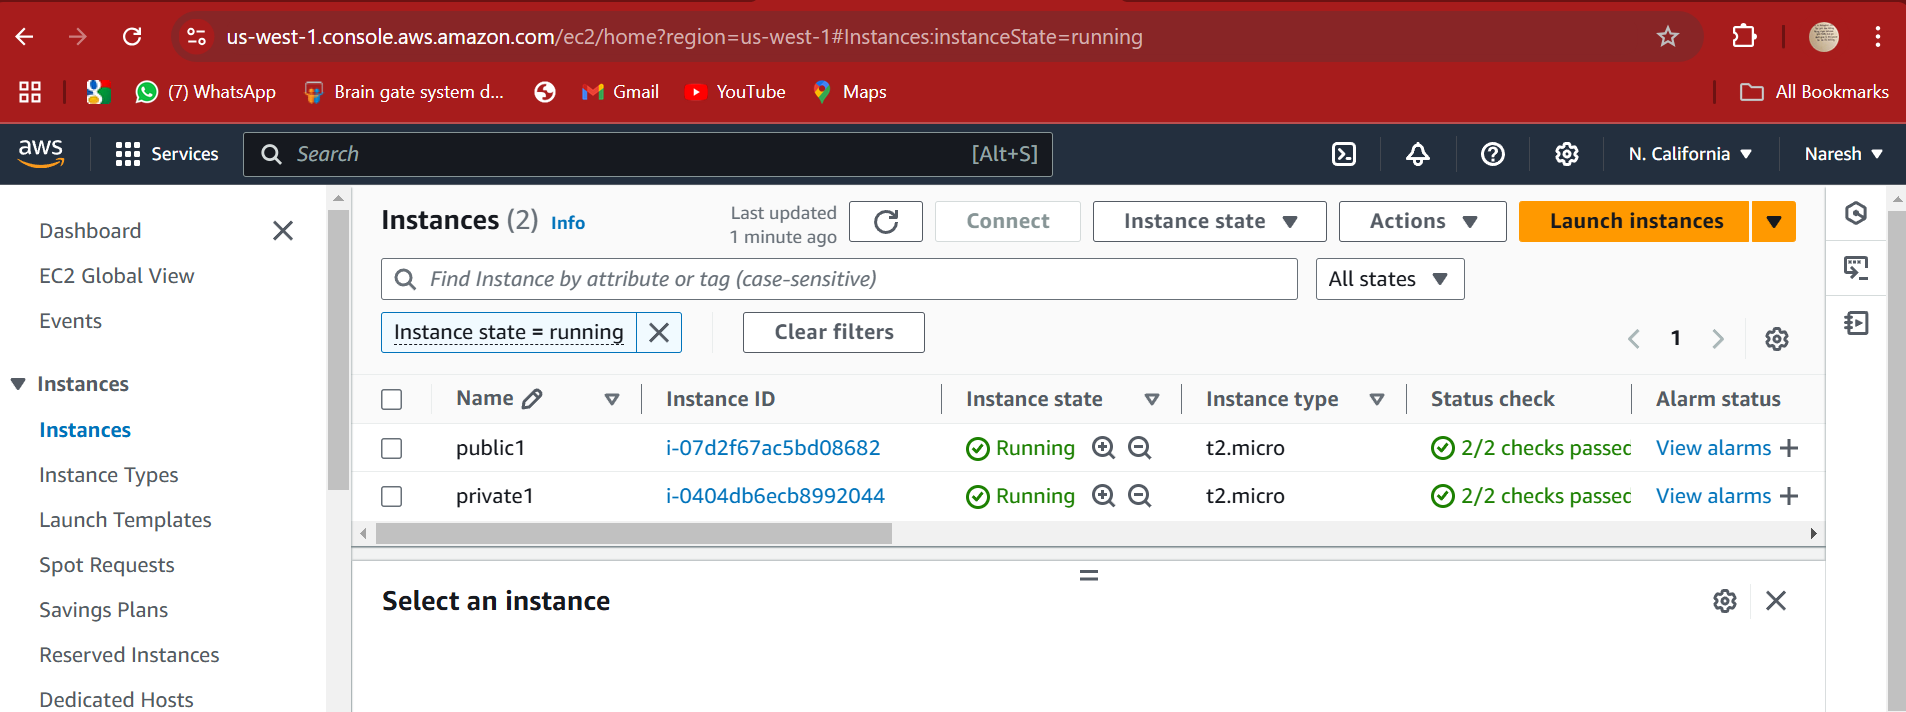 us-west-1.console.aws.amazon.com/ec2/home?region=us-west-1#Instances:instanceState=running
(7) WhatsApp Brain gate system d... Gmail YouTube Maps All Bookmarks
aws Services Search [Alt+S] N. California Naresh
Dashboard
EC2 Global View
Events
Instances
Instances
Instance Types
Launch Templates
Spot Requests
Savings Plans
Reserved Instances
Dedicated Hosts
Instances (2) Info
Last updated
1 minute ago
Connect Instance state Actions Launch instances
Find Instance by attribute or tag (case-sensitive) All states
Instance state = running Clear filters
1
Name Instance ID Instance state Instance type Status check Alarm status
public1 i-07d2f67ac5bd08682 Running t2.micro 2/2 checks passed View alarms +
private1 i-0404db6ecb8992044 Running t2.micro 2/2 checks passed View alarms +
Select an instance